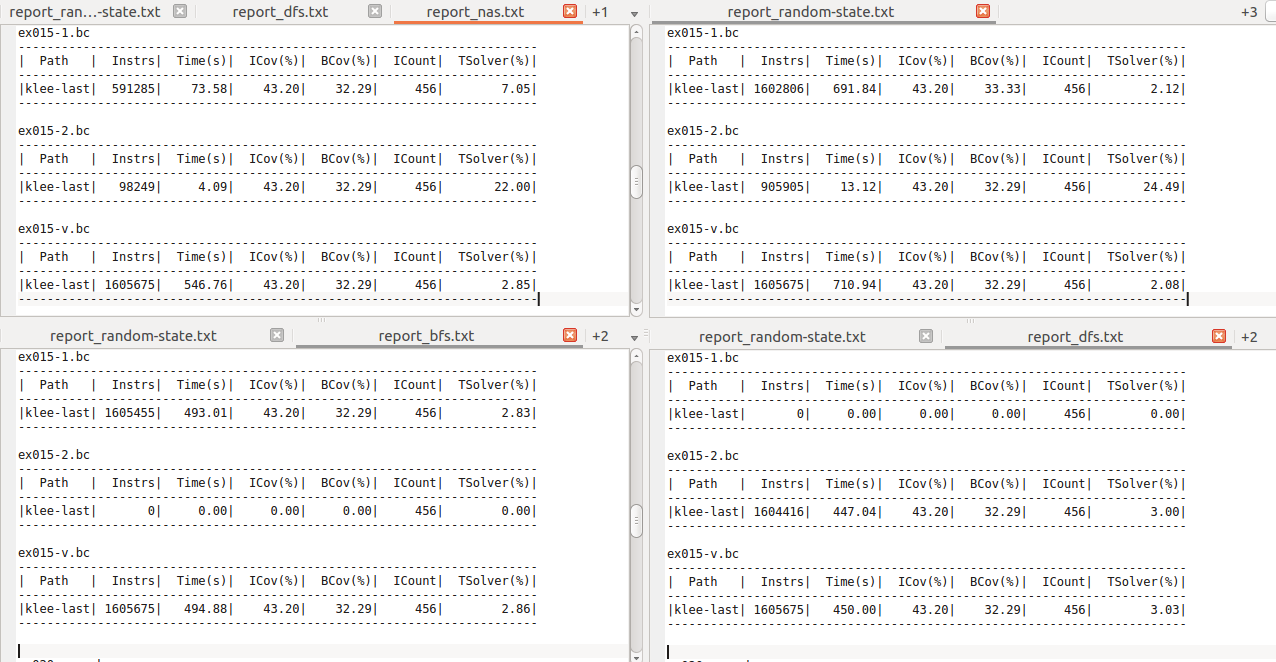 report_ran...-state.txt report_dfs.txt report_nas.txt +1
ex015-1.bc
---------------------------------------------------------------------
|  Path   |  Instrs|  Time(s)|  ICov(%)|  BCov(%)|  ICount|  TSolver(%)|
---------------------------------------------------------------------
|klee-last|  591285|    73.58|    43.20|    32.29|     456|        7.05|
---------------------------------------------------------------------
ex015-2.bc
---------------------------------------------------------------------
|  Path   |  Instrs|  Time(s)|  ICov(%)|  BCov(%)|  ICount|  TSolver(%)|
---------------------------------------------------------------------
|klee-last|   98249|     4.09|    43.20|    32.29|     456|       22.00|
---------------------------------------------------------------------
ex015-v.bc
---------------------------------------------------------------------
|  Path   |  Instrs|  Time(s)|  ICov(%)|  BCov(%)|  ICount|  TSolver(%)|
---------------------------------------------------------------------
|klee-last| 1605675|   546.76|    43.20|    32.29|     456|        2.85|
---------------------------------------------------------------------
report_random-state.txt +3
ex015-1.bc
---------------------------------------------------------------------
|  Path   |  Instrs|  Time(s)|  ICov(%)|  BCov(%)|  ICount|  TSolver(%)|
---------------------------------------------------------------------
|klee-last| 1602806|   691.84|    43.20|    33.33|     456|        2.12|
---------------------------------------------------------------------
ex015-2.bc
---------------------------------------------------------------------
|  Path   |  Instrs|  Time(s)|  ICov(%)|  BCov(%)|  ICount|  TSolver(%)|
---------------------------------------------------------------------
|klee-last|  905905|    13.12|    43.20|    32.29|     456|       24.49|
---------------------------------------------------------------------
ex015-v.bc
---------------------------------------------------------------------
|  Path   |  Instrs|  Time(s)|  ICov(%)|  BCov(%)|  ICount|  TSolver(%)|
---------------------------------------------------------------------
|klee-last| 1605675|   710.94|    43.20|    32.29|     456|        2.08|
---------------------------------------------------------------------
report_random-state.txt report_bfs.txt +2
ex015-1.bc
---------------------------------------------------------------------
|  Path   |  Instrs|  Time(s)|  ICov(%)|  BCov(%)|  ICount|  TSolver(%)|
---------------------------------------------------------------------
|klee-last| 1605455|   493.01|    43.20|    32.29|     456|        2.83|
---------------------------------------------------------------------
ex015-2.bc
---------------------------------------------------------------------
|  Path   |  Instrs|  Time(s)|  ICov(%)|  BCov(%)|  ICount|  TSolver(%)|
---------------------------------------------------------------------
|klee-last|       0|     0.00|     0.00|     0.00|     456|        0.00|
---------------------------------------------------------------------
ex015-v.bc
---------------------------------------------------------------------
|  Path   |  Instrs|  Time(s)|  ICov(%)|  BCov(%)|  ICount|  TSolver(%)|
---------------------------------------------------------------------
|klee-last| 1605675|   494.88|    43.20|    32.29|     456|        2.86|
---------------------------------------------------------------------
report_random-state.txt report_dfs.txt +2
ex015-1.bc
---------------------------------------------------------------------
|  Path   |  Instrs|  Time(s)|  ICov(%)|  BCov(%)|  ICount|  TSolver(%)|
---------------------------------------------------------------------
|klee-last|       0|     0.00|     0.00|     0.00|     456|        0.00|
---------------------------------------------------------------------
ex015-2.bc
---------------------------------------------------------------------
|  Path   |  Instrs|  Time(s)|  ICov(%)|  BCov(%)|  ICount|  TSolver(%)|
---------------------------------------------------------------------
|klee-last| 1604416|   447.04|    43.20|    32.29|     456|        3.00|
---------------------------------------------------------------------
ex015-v.bc
---------------------------------------------------------------------
|  Path   |  Instrs|  Time(s)|  ICov(%)|  BCov(%)|  ICount|  TSolver(%)|
---------------------------------------------------------------------
|klee-last| 1605675|   450.00|    43.20|    32.29|     456|        3.03|
---------------------------------------------------------------------